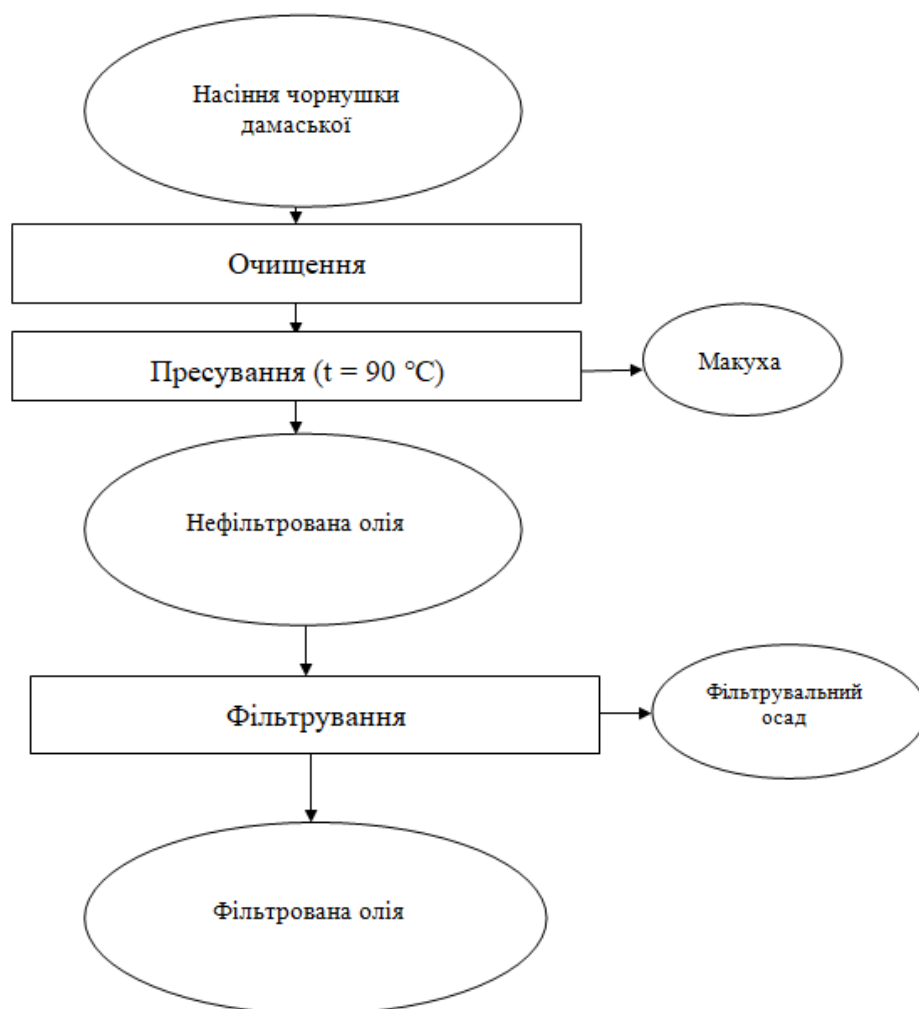 Насіння чорнушки
дамаської
Очищення
Пресування (t = 90 °C)
Макуха
Нефільтрована олія
Фільтрувальний
осад
Фільтрування
Фільтрована олія